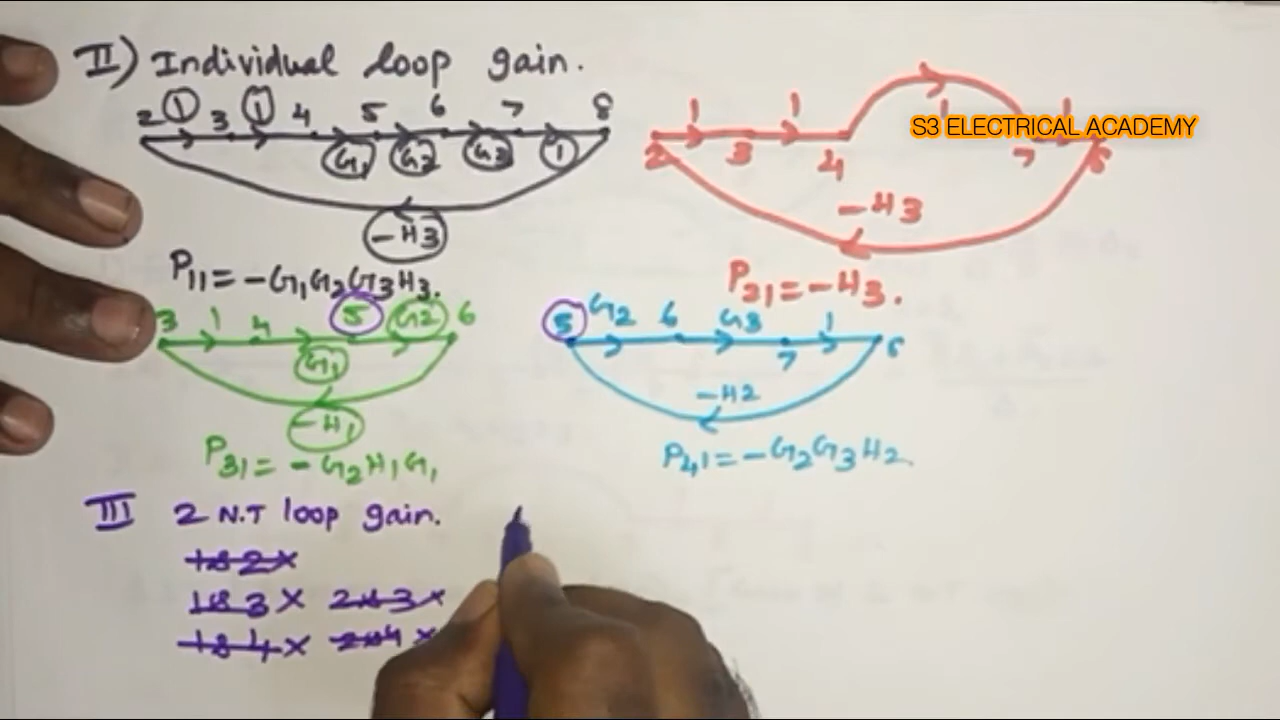 II) Individual loop gain.
2 1 3 1 4 5 6 7 8
G1 G2 G3 1
-H3
P11 = -G1G2G3H3.
1 1 1 1
S3 ELECTRICAL ACADEMY
2 3 4 7 8
-H3
P21 = -H3.
3 1 4 5 G2 6
G1
-H1
P31 = -G2H1G1
5 G2 6 G3 1
7 8
-H2
P41 = -G2G3H2.
III 2 N.T loop gain.
1&2 X
1&3 X 2&3 X
1&4 X 2&4 X